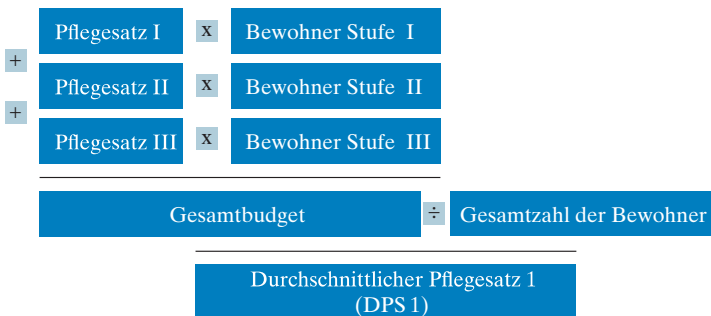 Pflegesatz I x Bewohner Stufe I
+
Pflegesatz II x Bewohner Stufe II
+
Pflegesatz III x Bewohner Stufe III
Gesamtbudget ÷ Gesamtzahl der Bewohner
Durchschnittlicher Pflegesatz 1
(DPS 1)